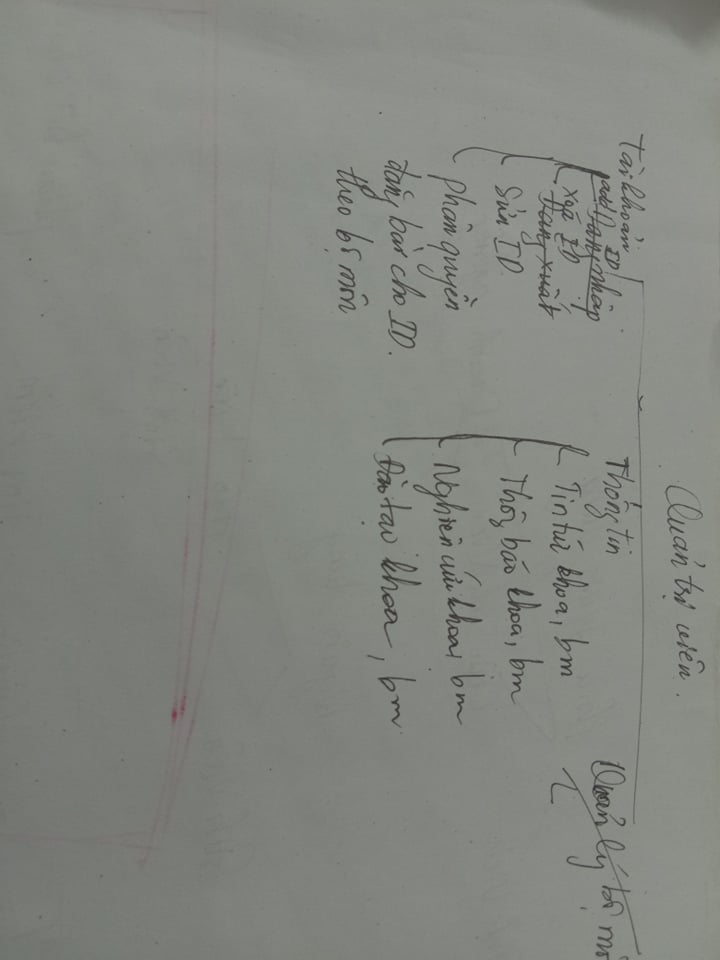 Quản trị viên.
Tài khoản
Đăng nhập
add ID
Đăng xuất
xóa ID
Sửa ID
phân quyền
đăng bài cho ID.
theo bộ môn
Thông tin
Tin tức khoa, bm
Thông báo khoa, bm
Nghiên cứu khoa, bm
Đào tạo khoa, bm
Quản lý bộ